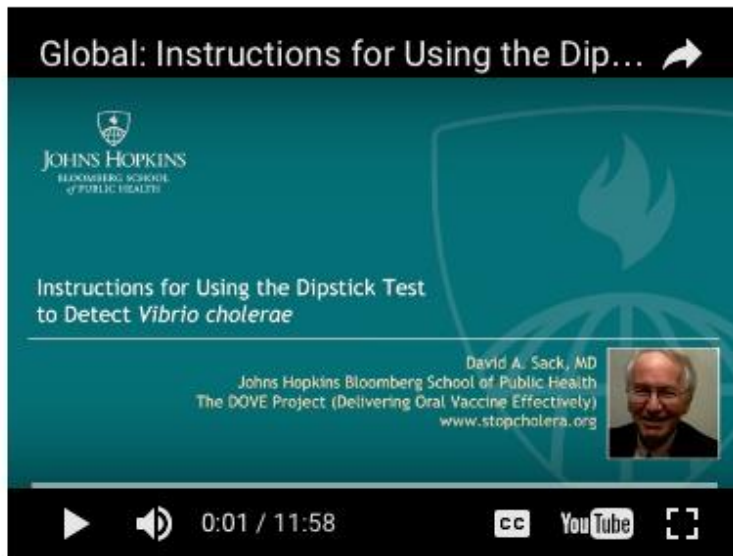 Global: Instructions for Using the Dip...
JOHNS HOPKINS
BLOOMBERG SCHOOL
of PUBLIC HEALTH
Instructions for Using the Dipstick Test
to Detect Vibrio cholerae
David A. Sack, MD
Johns Hopkins Bloomberg School of Public Health
The DOVE Project (Delivering Oral Vaccine Effectively)
www.stopcholera.org
0:01 / 11:58
CC
YouTube